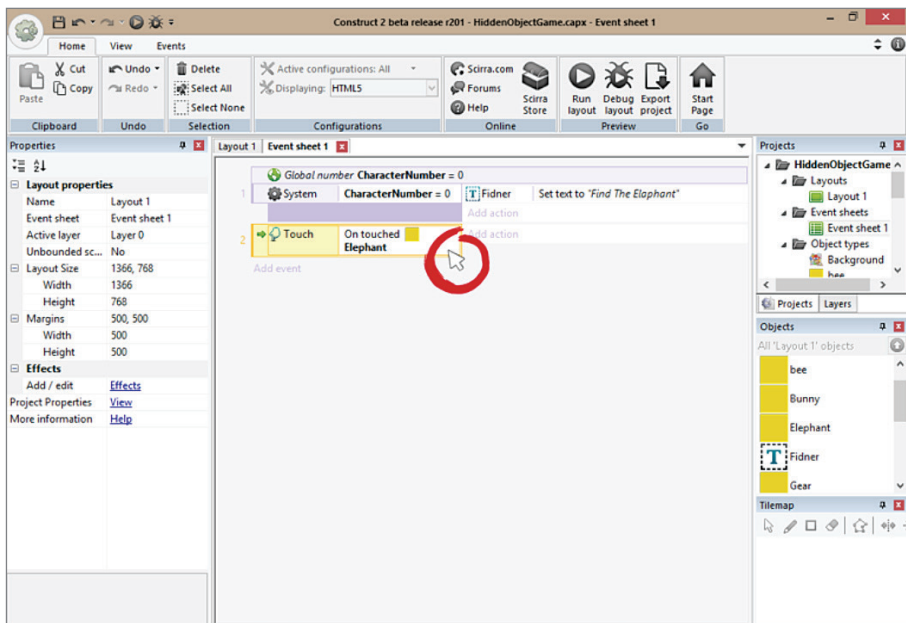 Construct 2 beta release r201 - HiddenObjectGame.capx - Event sheet 1
Home View Events
Paste Cut Copy
Undo Redo
Delete Select All Select None
Active configurations: All
Displaying: HTML5
Scirra.com Forums Help
Scirra Store
Run layout Debug layout Export project
Start Page
Clipboard Undo Selection Configurations Online Preview Go
Properties
Layout properties
Name Layout 1
Event sheet Event sheet 1
Active layer Layer 0
Unbounded sc... No
Layout Size 1366, 768
Width 1366
Height 768
Margins 500, 500
Width 500
Height 500
Effects
Add / edit Effects
Project Properties View
More information Help
Layout 1 Event sheet 1
Global number CharacterNumber = 0
1 System CharacterNumber = 0 T Fidner Set text to "Find The Elaphant"
Add action
2 Touch On touched Elephant Add action
Add event
Projects
HiddenObjectGame
Layouts
Layout 1
Event sheets
Event sheet 1
Object types
Background
bee
Projects Layers
Objects
All 'Layout 1' objects
bee
Bunny
Elephant
T Fidner
Gear
Tilemap